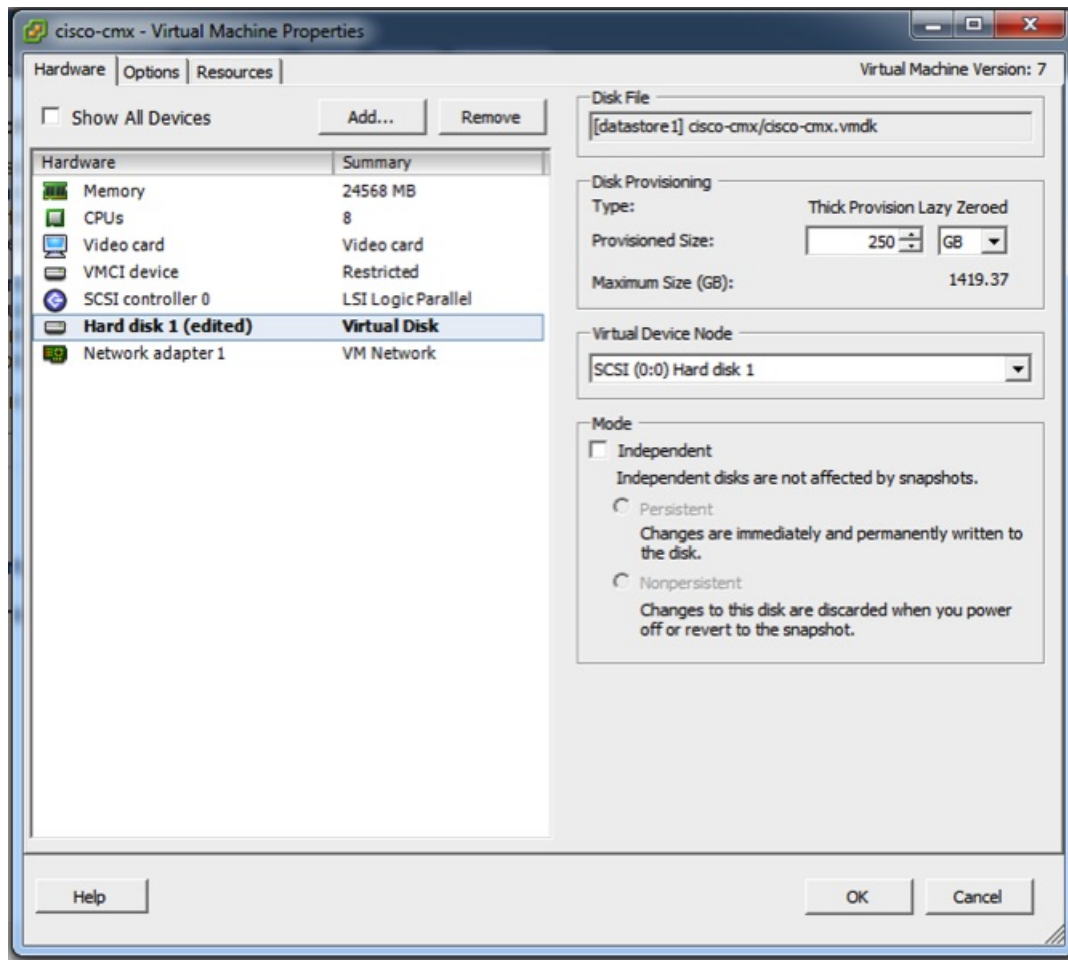 cisco-cmx - Virtual Machine Properties
Hardware Options Resources Virtual Machine Version: 7
Show All Devices Add... Remove
Hardware Summary
Memory 24568 MB
CPUs 8
Video card Video card
VMCI device Restricted
SCSI controller 0 LSI Logic Parallel
Hard disk 1 (edited) Virtual Disk
Network adapter 1 VM Network
Disk File
[datastore1] cisco-cmx/cisco-cmx.vmdk
Disk Provisioning
Type: Thick Provision Lazy Zeroed
Provisioned Size: 250 GB
Maximum Size (GB): 1419.37
Virtual Device Node
SCSI (0:0) Hard disk 1
Mode
Independent
Independent disks are not affected by snapshots.
Persistent
Changes are immediately and permanently written to
the disk.
Nonpersistent
Changes to this disk are discarded when you power
off or revert to the snapshot.
Help OK Cancel